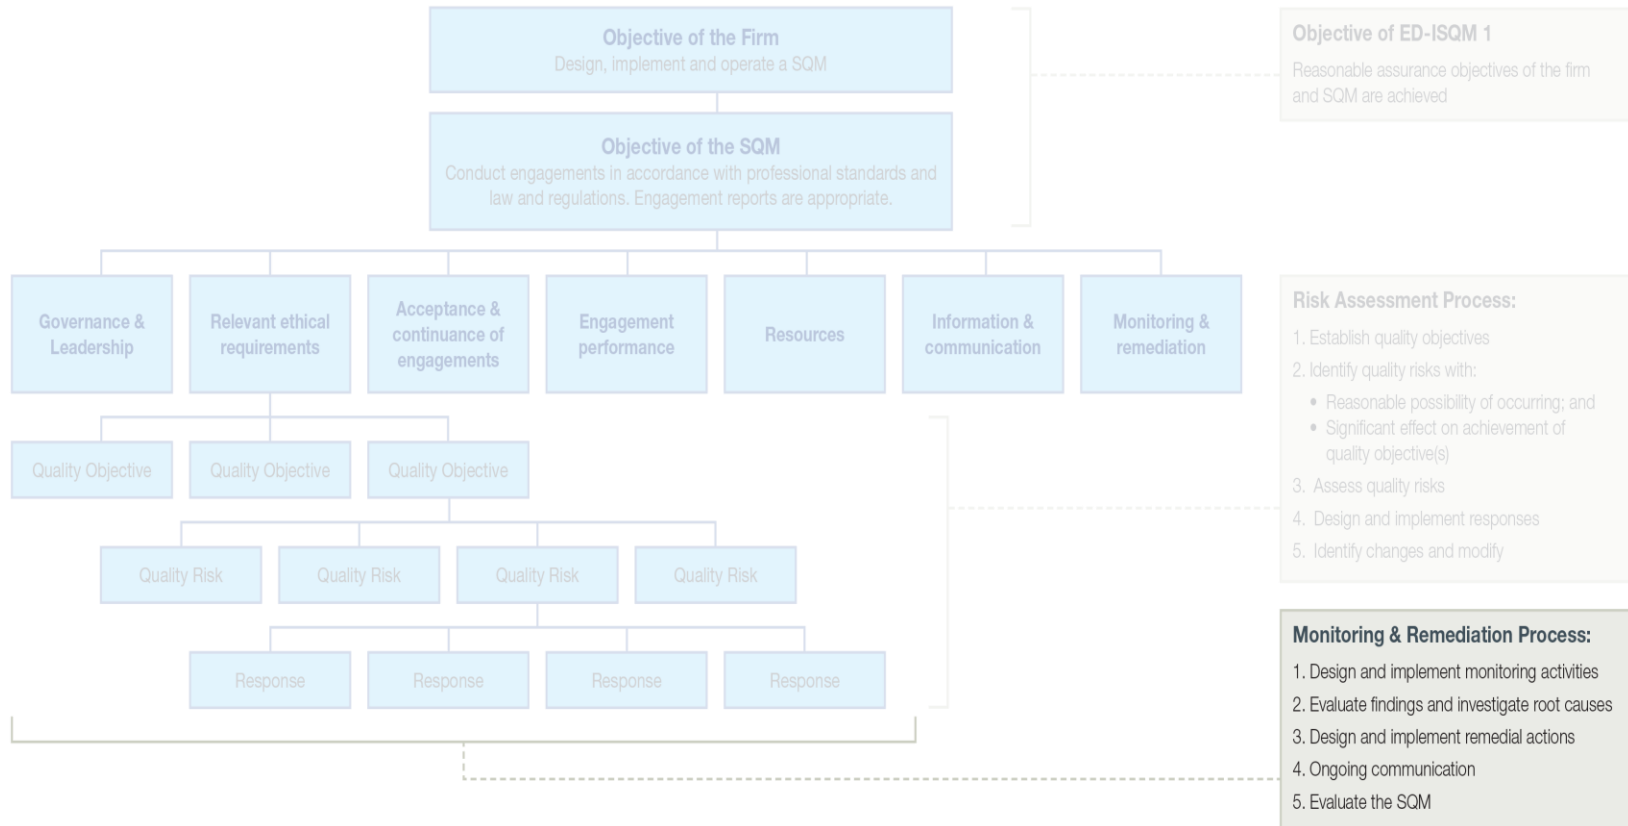 Objective of the Firm
Design, implement and operate a SQM
Objective of ED-ISQM 1
Reasonable assurance objectives of the firm
and SQM are achieved
Objective of the SQM
Conduct engagements in accordance with professional standards and
law and regulations. Engagement reports are appropriate.
Governance &
Leadership
Relevant ethical
requirements
Acceptance &
continuance of
engagements
Engagement
performance
Resources
Information &
communication
Monitoring &
remediation
Risk Assessment Process:
1. Establish quality objectives
2. Identify quality risks with:
• Reasonable possibility of occurring; and
• Significant effect on achievement of
quality objective(s)
3. Assess quality risks
4. Design and implement responses
5. Identify changes and modify
Quality Objective
Quality Objective
Quality Objective
Quality Risk
Quality Risk
Quality Risk
Quality Risk
Response
Response
Response
Response
Monitoring & Remediation Process:
1. Design and implement monitoring activities
2. Evaluate findings and investigate root causes
3. Design and implement remedial actions
4. Ongoing communication
5. Evaluate the SQM